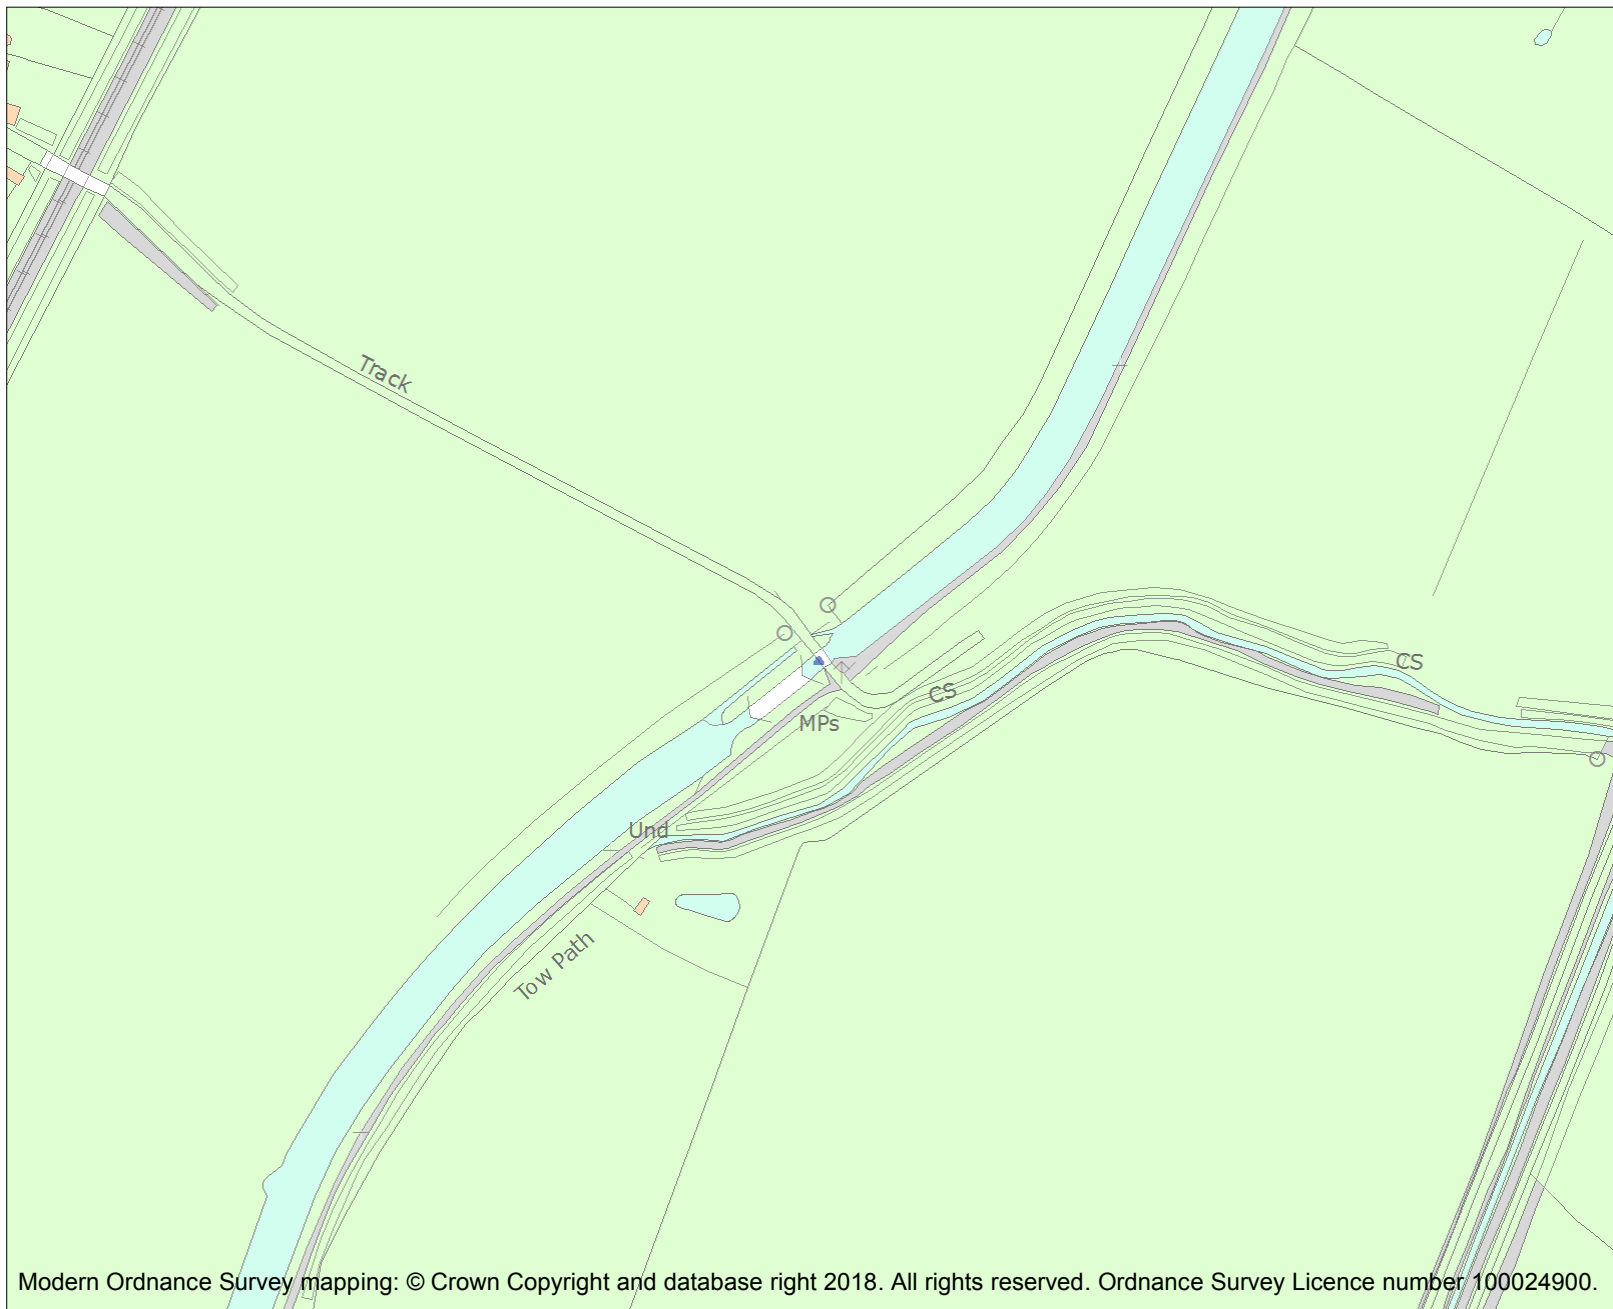 Track
CS
CS
MPs
Und
Tow Path
Modern Ordnance Survey mapping: © Crown Copyright and database right 2018. All rights reserved. Ordnance Survey Licence number 100024900.